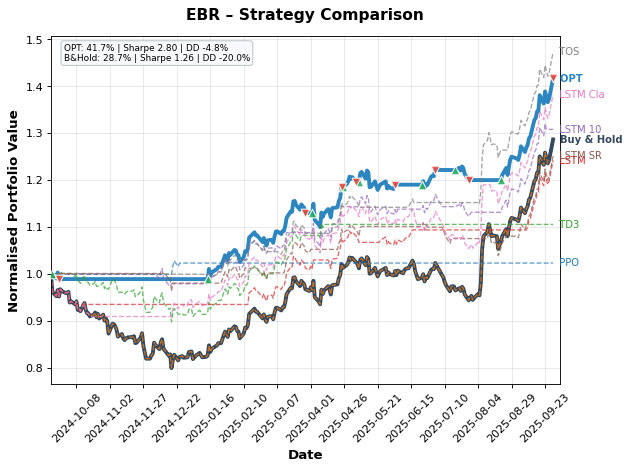 EBR – Strategy Comparison
OPT: 41.7% | Sharpe 2.80 | DD -4.8%
B&Hold: 28.7% | Sharpe 1.26 | DD -20.0%
Normalised Portfolio Value
1.5
1.4
1.3
1.2
1.1
1.0
0.9
0.8
TOS
OPT
LSTM Cla
LSTM 10
Buy & Hold
LSTM SR
TD3
PPO
2024-10-08
2024-11-02
2024-11-27
2024-12-22
2025-01-16
2025-02-10
2025-03-07
2025-04-01
2025-04-26
2025-05-21
2025-06-15
2025-07-10
2025-08-04
2025-08-29
2025-09-23
Date